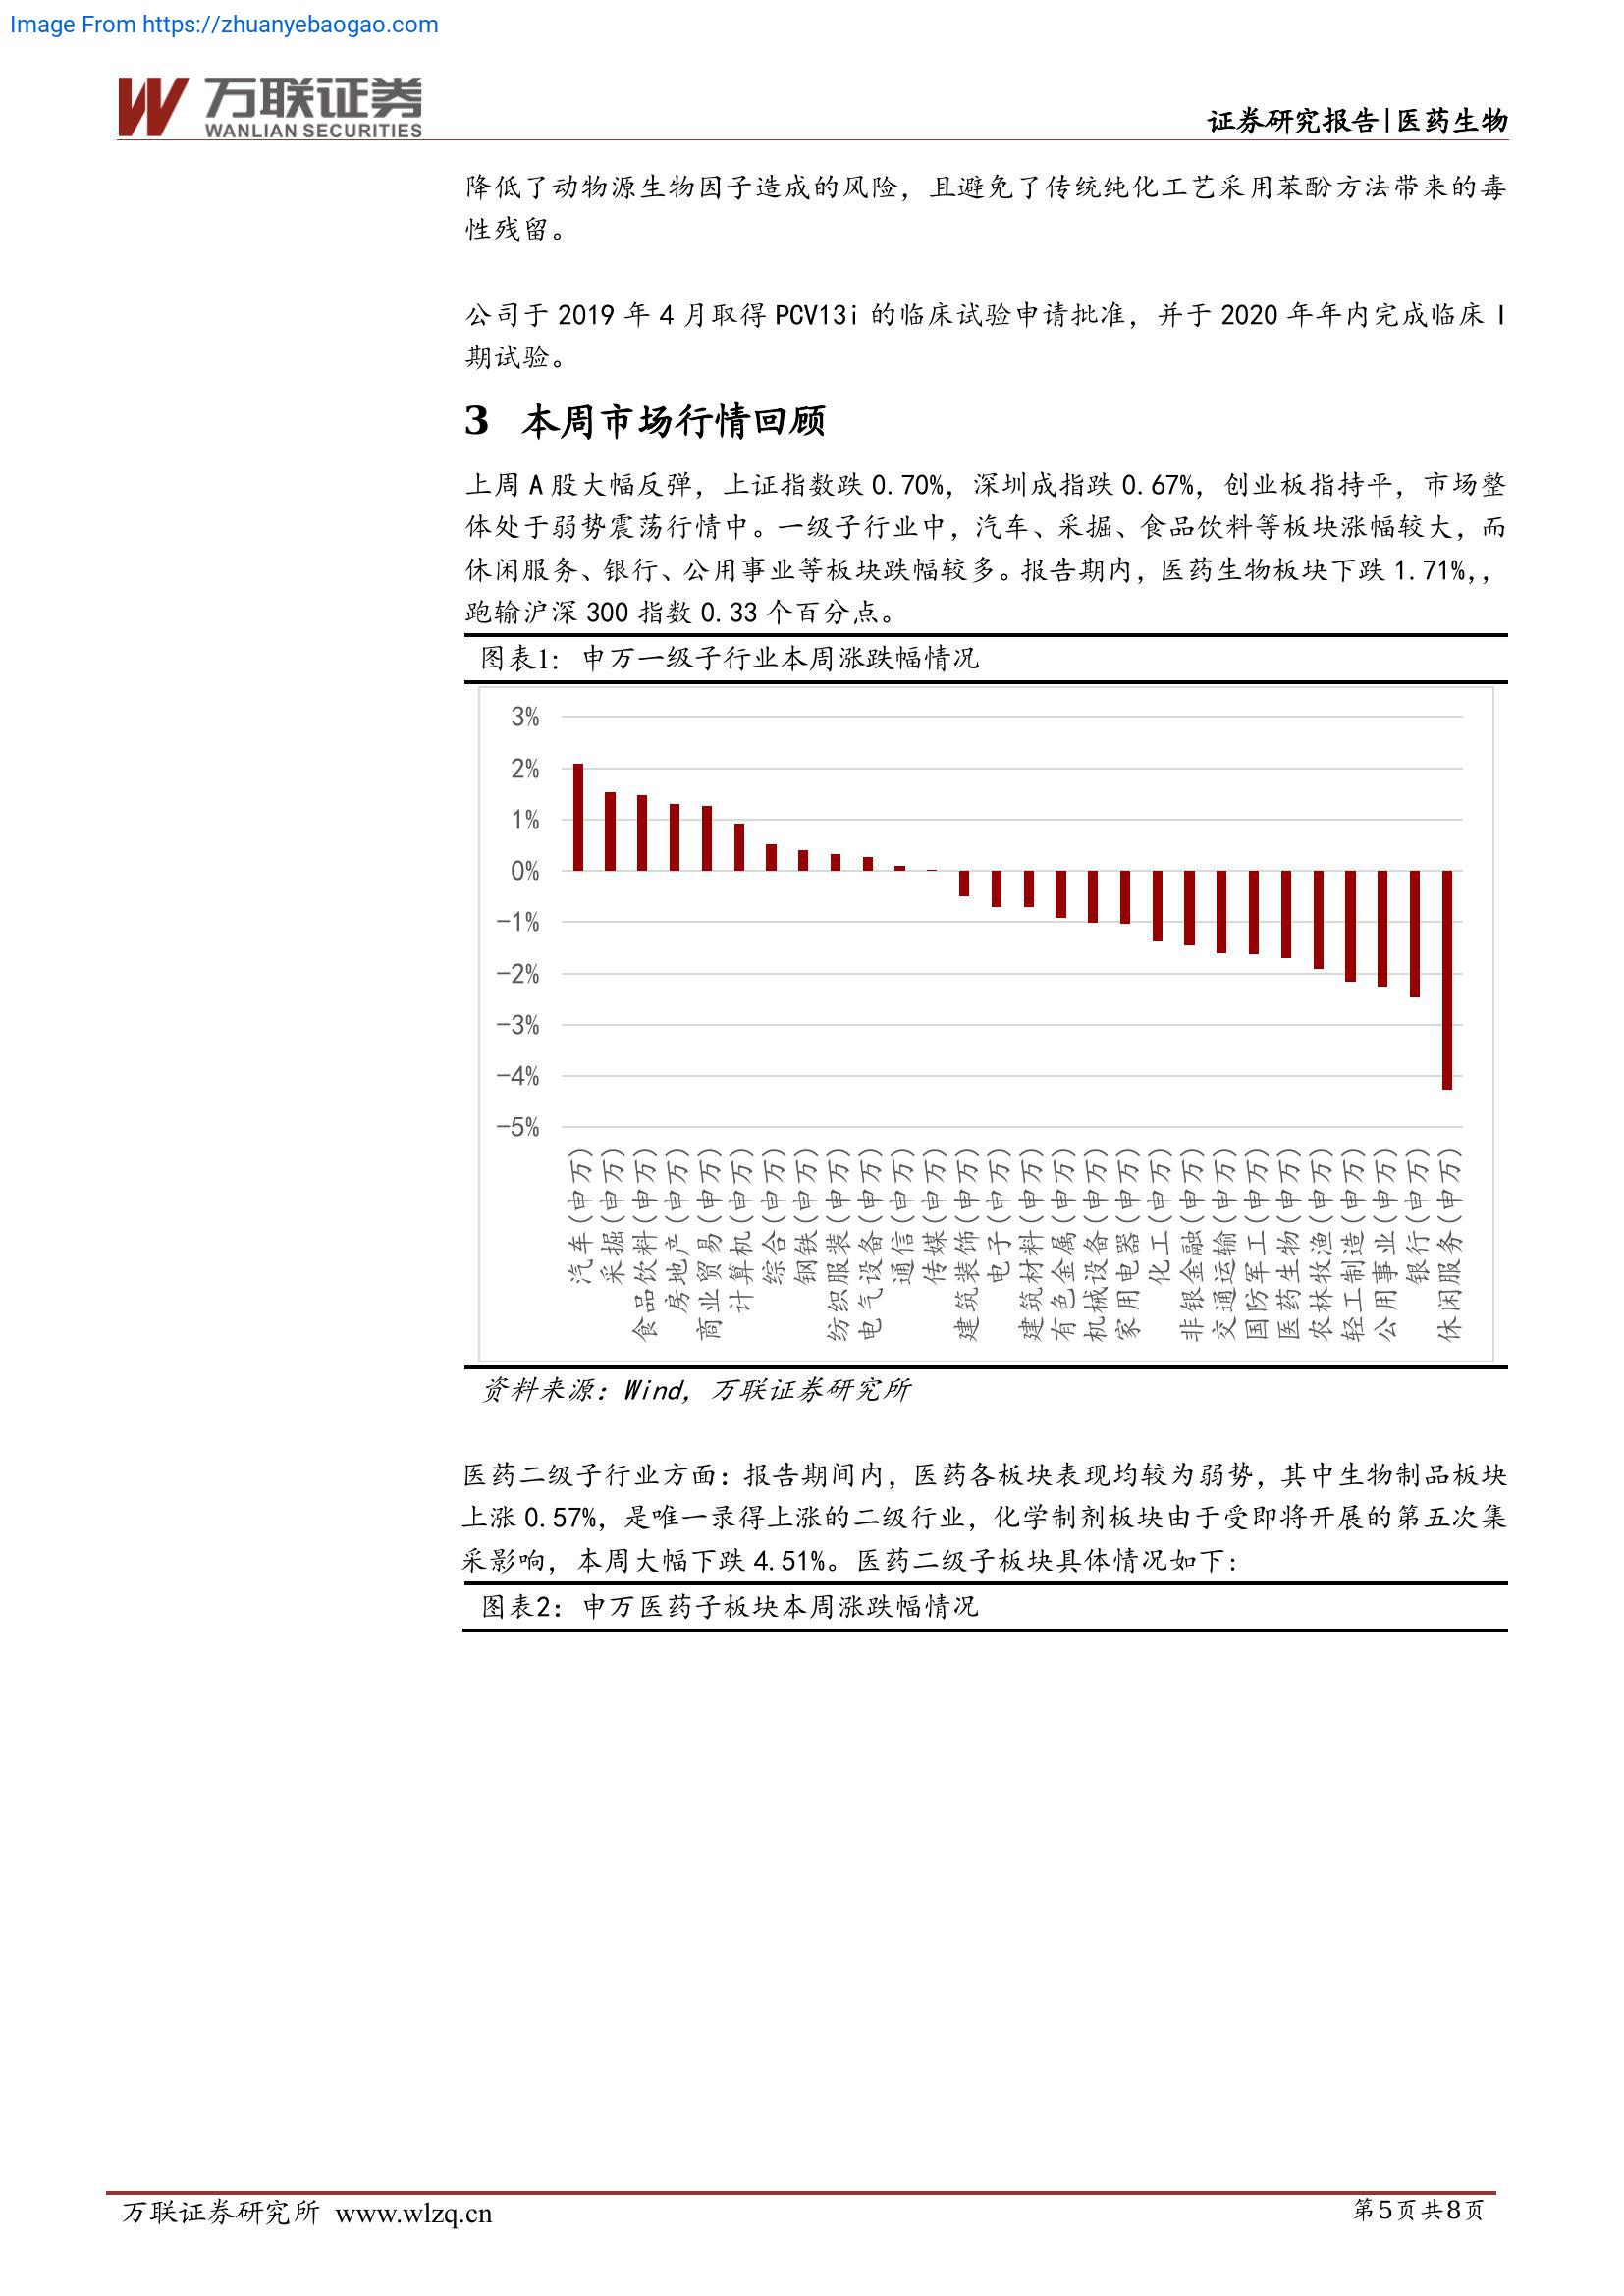 Image From https://zhuanyebaogao.com
万联证券
WANLIAN SECURITIES
证券研究报告|医药生物
降低了动物源生物因子造成的风险，且避免了传统纯化工艺采用苯酚方法带来的毒
性残留。
公司于 2019 年 4 月取得 PCV13i 的临床试验申请批准，并于 2020 年年内完成临床 I
期试验。
3 本周市场行情回顾
上周 A 股大幅反弹，上证指数跌 0.70%，深圳成指跌 0.67%，创业板指持平，市场整
体处于弱势震荡行情中。一级子行业中，汽车、采掘、食品饮料等板块涨幅较大，而
休闲服务、银行、公用事业等板块跌幅较多。报告期内，医药生物板块下跌 1.71%，，
跑输沪深 300 指数 0.33 个百分点。
图表1：申万一级子行业本周涨跌幅情况
3%
2%
1%
0%
-1%
-2%
-3%
-4%
-5%
汽车(申万)
采掘(申万)
食品饮料(申万)
房地产(申万)
商业贸易(申万)
计算机(申万)
综合(申万)
钢铁(申万)
纺织服装(申万)
电气设备(申万)
通信(申万)
传媒(申万)
建筑装饰(申万)
电子(申万)
建筑材料(申万)
有色金属(申万)
机械设备(申万)
家用电器(申万)
化工(申万)
非银金融(申万)
交通运输(申万)
国防军工(申万)
医药生物(申万)
农林牧渔(申万)
轻工制造(申万)
公用事业(申万)
银行(申万)
休闲服务(申万)
资料来源：Wind，万联证券研究所
医药二级子行业方面：报告期间内，医药各板块表现均较为弱势，其中生物制品板块
上涨 0.57%，是唯一录得上涨的二级行业，化学制剂板块由于受即将开展的第五次集
采影响，本周大幅下跌 4.51%。医药二级子板块具体情况如下：
图表2：申万医药子板块本周涨跌幅情况
万联证券研究所 www.wlzq.cn
第5页共8页